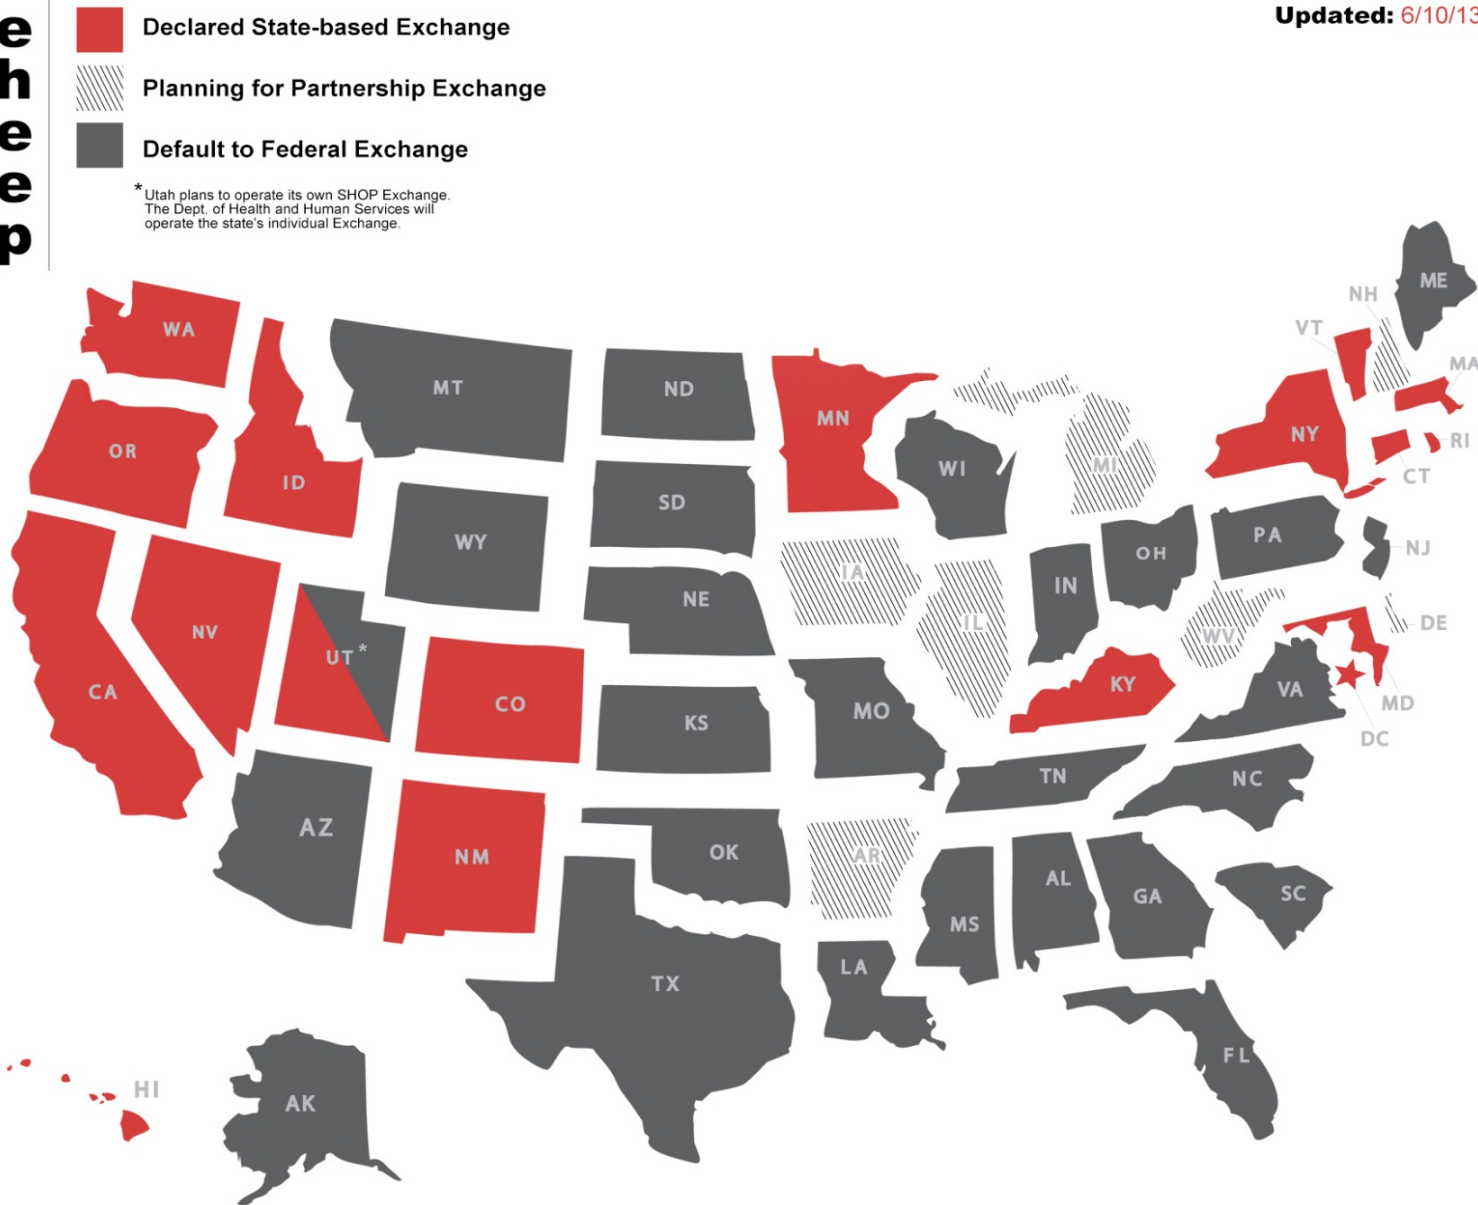 e
h
e
e
p
Declared State-based Exchange
Planning for Partnership Exchange
Default to Federal Exchange
* Utah plans to operate its own SHOP Exchange.
The Dept. of Health and Human Services will
operate the state's individual Exchange.
Updated: 6/10/13
ME
NH
VT
WA
MA
MT
ND
MN
NY
RI
OR
WI
MI
CT
ID
SD
WY
PA
OH
NJ
IA
IN
NE
IL
DE
NV
WV
UT*
CA
KY
VA
CO
MD
MO
KS
DC
TN
NC
AZ
OK
NM
AR
AL
SC
GA
MS
LA
TX
FL
HI
AK